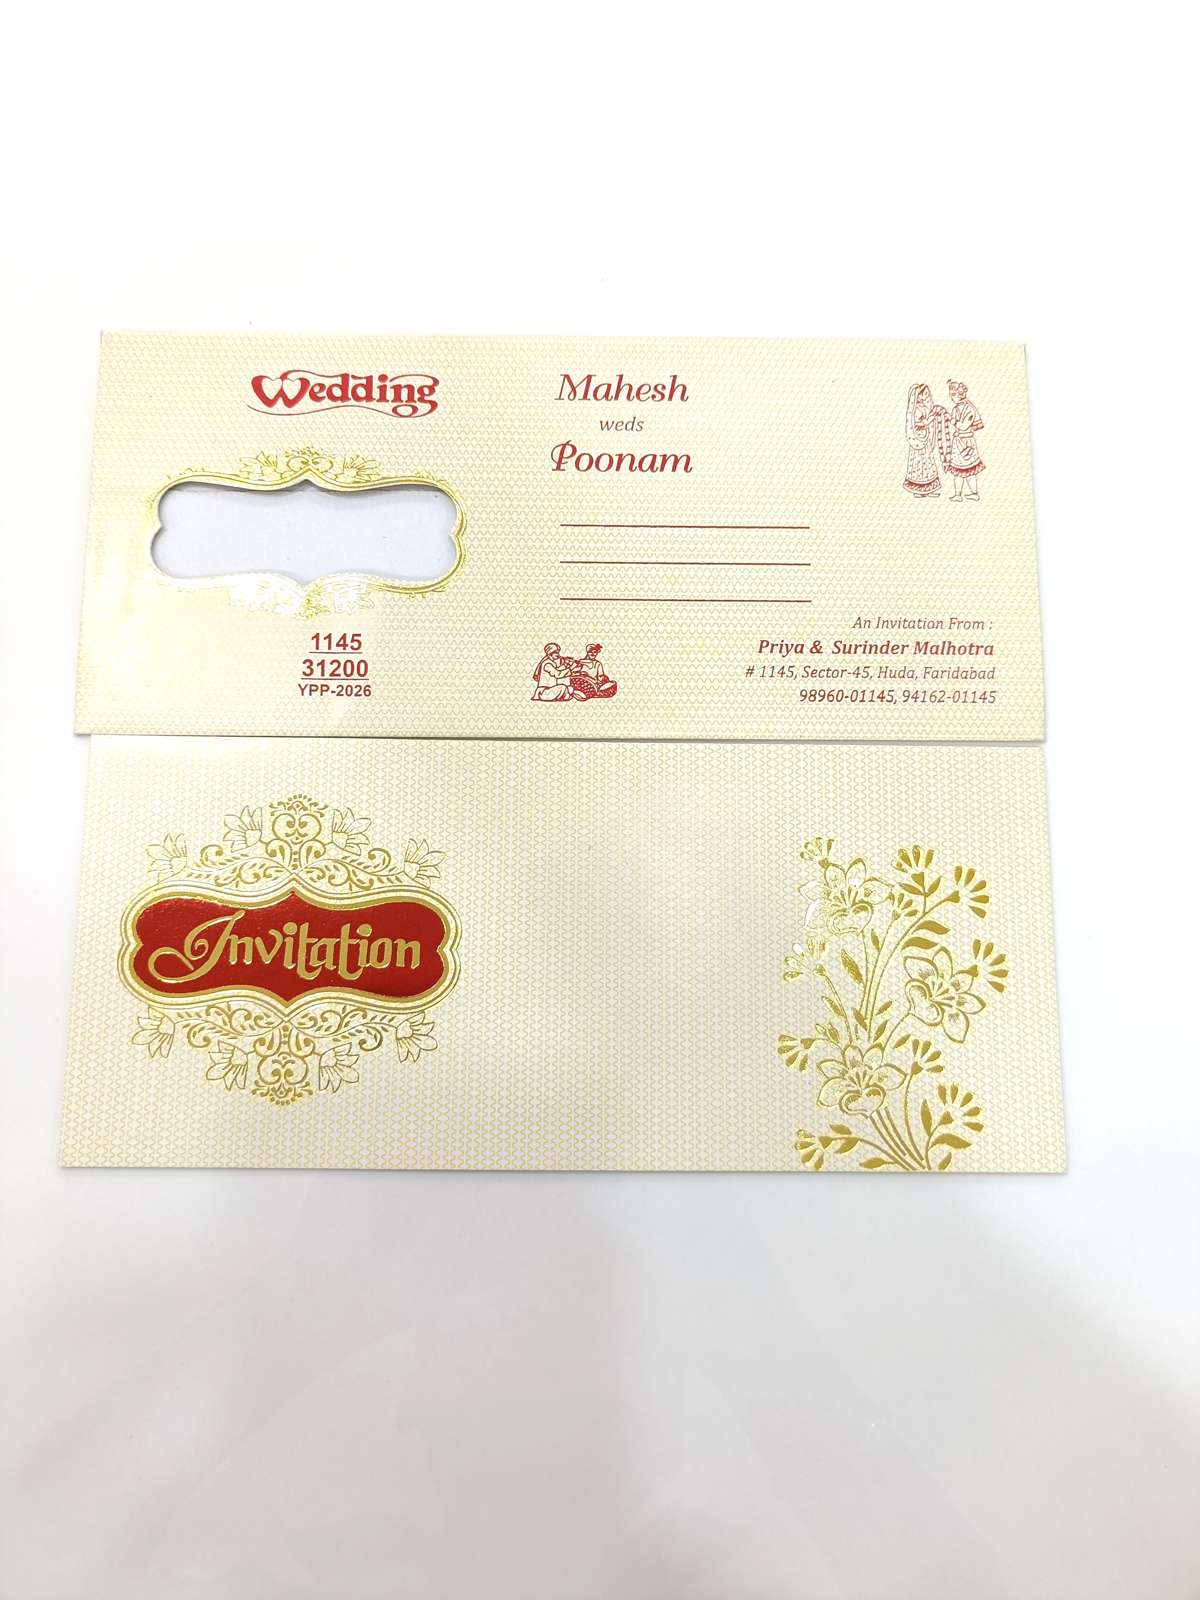 Wedding
Mahesh
weds
Poonam
1145
31200
YPP-2026
An Invitation From :
Priya & Surinder Malhotra
# 1145, Sector-45, Huda, Faridabad
98960-01145, 94162-01145
Invitation